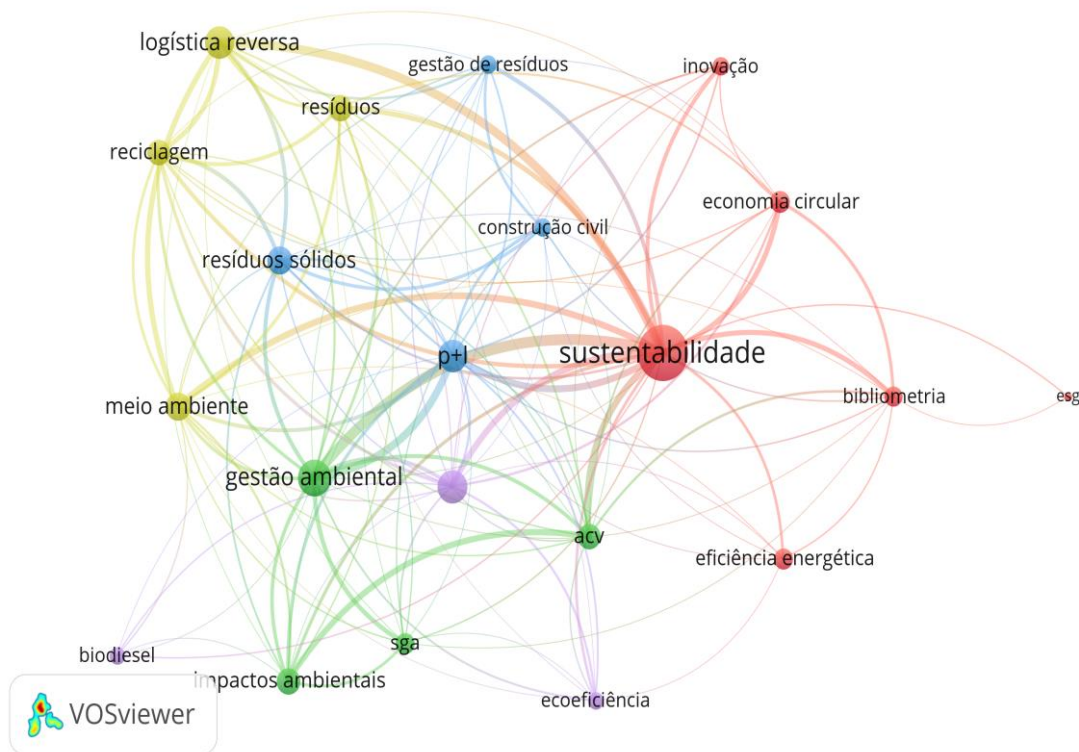 logística reversa
gestão de resíduos
inovação
resíduos
reciclagem
economia circular
construção civil
resíduos sólidos
sustentabilidade
p+l
bibliometria
esg
meio ambiente
gestão ambiental
acv
eficiência energética
sga
biodiesel
impactos ambientais
ecoeficiência
VOSviewer